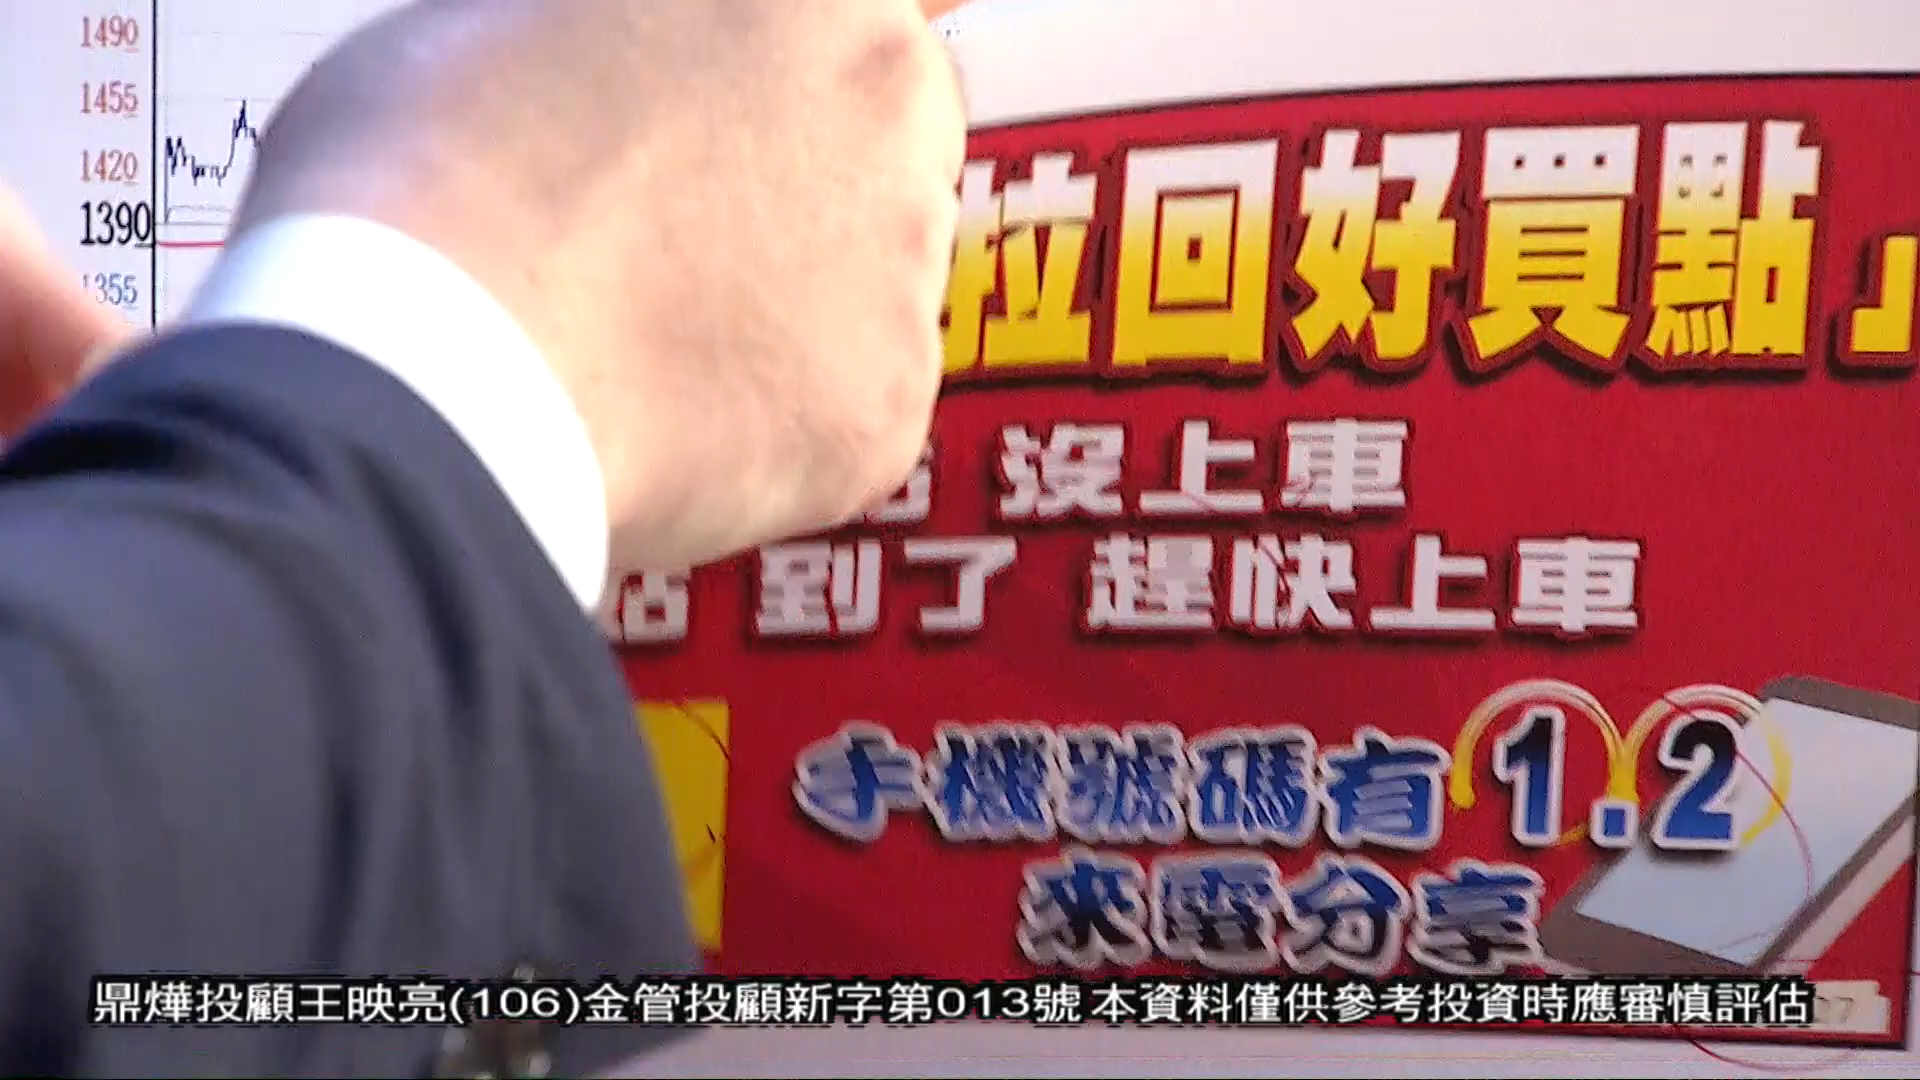 1490
1455
1420
1390
1355
拉回好買點」
沒上車
點 到了 趕快上車
手機號碼有1.2
來電分享
鼎燁投顧王映亮(106)金管投顧新字第013號 本資料僅供參考投資時應審慎評估